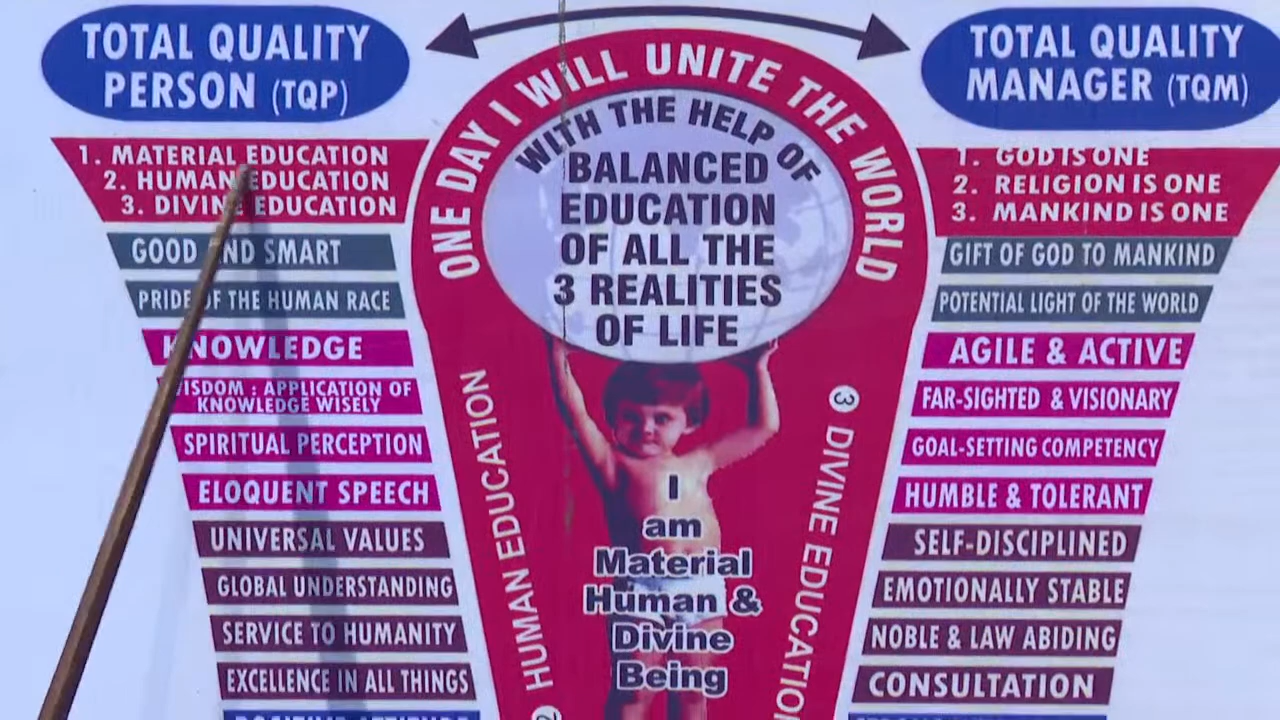 TOTAL QUALITY
PERSON (TQP)
1. MATERIAL EDUCATION
2. HUMAN EDUCATION
3. DIVINE EDUCATION
GOOD AND SMART
PRIDE OF THE HUMAN RACE
KNOWLEDGE
WISDOM : APPLICATION OF
KNOWLEDGE WISELY
SPIRITUAL PERCEPTION
ELOQUENT SPEECH
UNIVERSAL VALUES
GLOBAL UNDERSTANDING
SERVICE TO HUMANITY
EXCELLENCE IN ALL THINGS
POSITIVE ATTITUDE
ONE DAY I WILL UNITE THE WORLD
WITH THE HELP OF
BALANCED
EDUCATION
OF ALL THE
3 REALITIES
OF LIFE
2 HUMAN EDUCATION
3 DIVINE EDUCATION
I
am
Material
Human &
Divine
Being
TOTAL QUALITY
MANAGER (TQM)
1. GOD IS ONE
2. RELIGION IS ONE
3. MANKIND IS ONE
GIFT OF GOD TO MANKIND
POTENTIAL LIGHT OF THE WORLD
AGILE & ACTIVE
FAR-SIGHTED & VISIONARY
GOAL-SETTING COMPETENCY
HUMBLE & TOLERANT
SELF-DISCIPLINED
EMOTIONALLY STABLE
NOBLE & LAW ABIDING
CONSULTATION